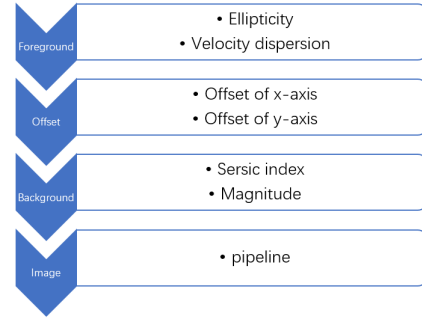 Foreground
• Ellipticity
• Velocity dispersion
Offset
• Offset of x-axis
• Offset of y-axis
Background
• Sersic index
• Magnitude
Image
• pipeline